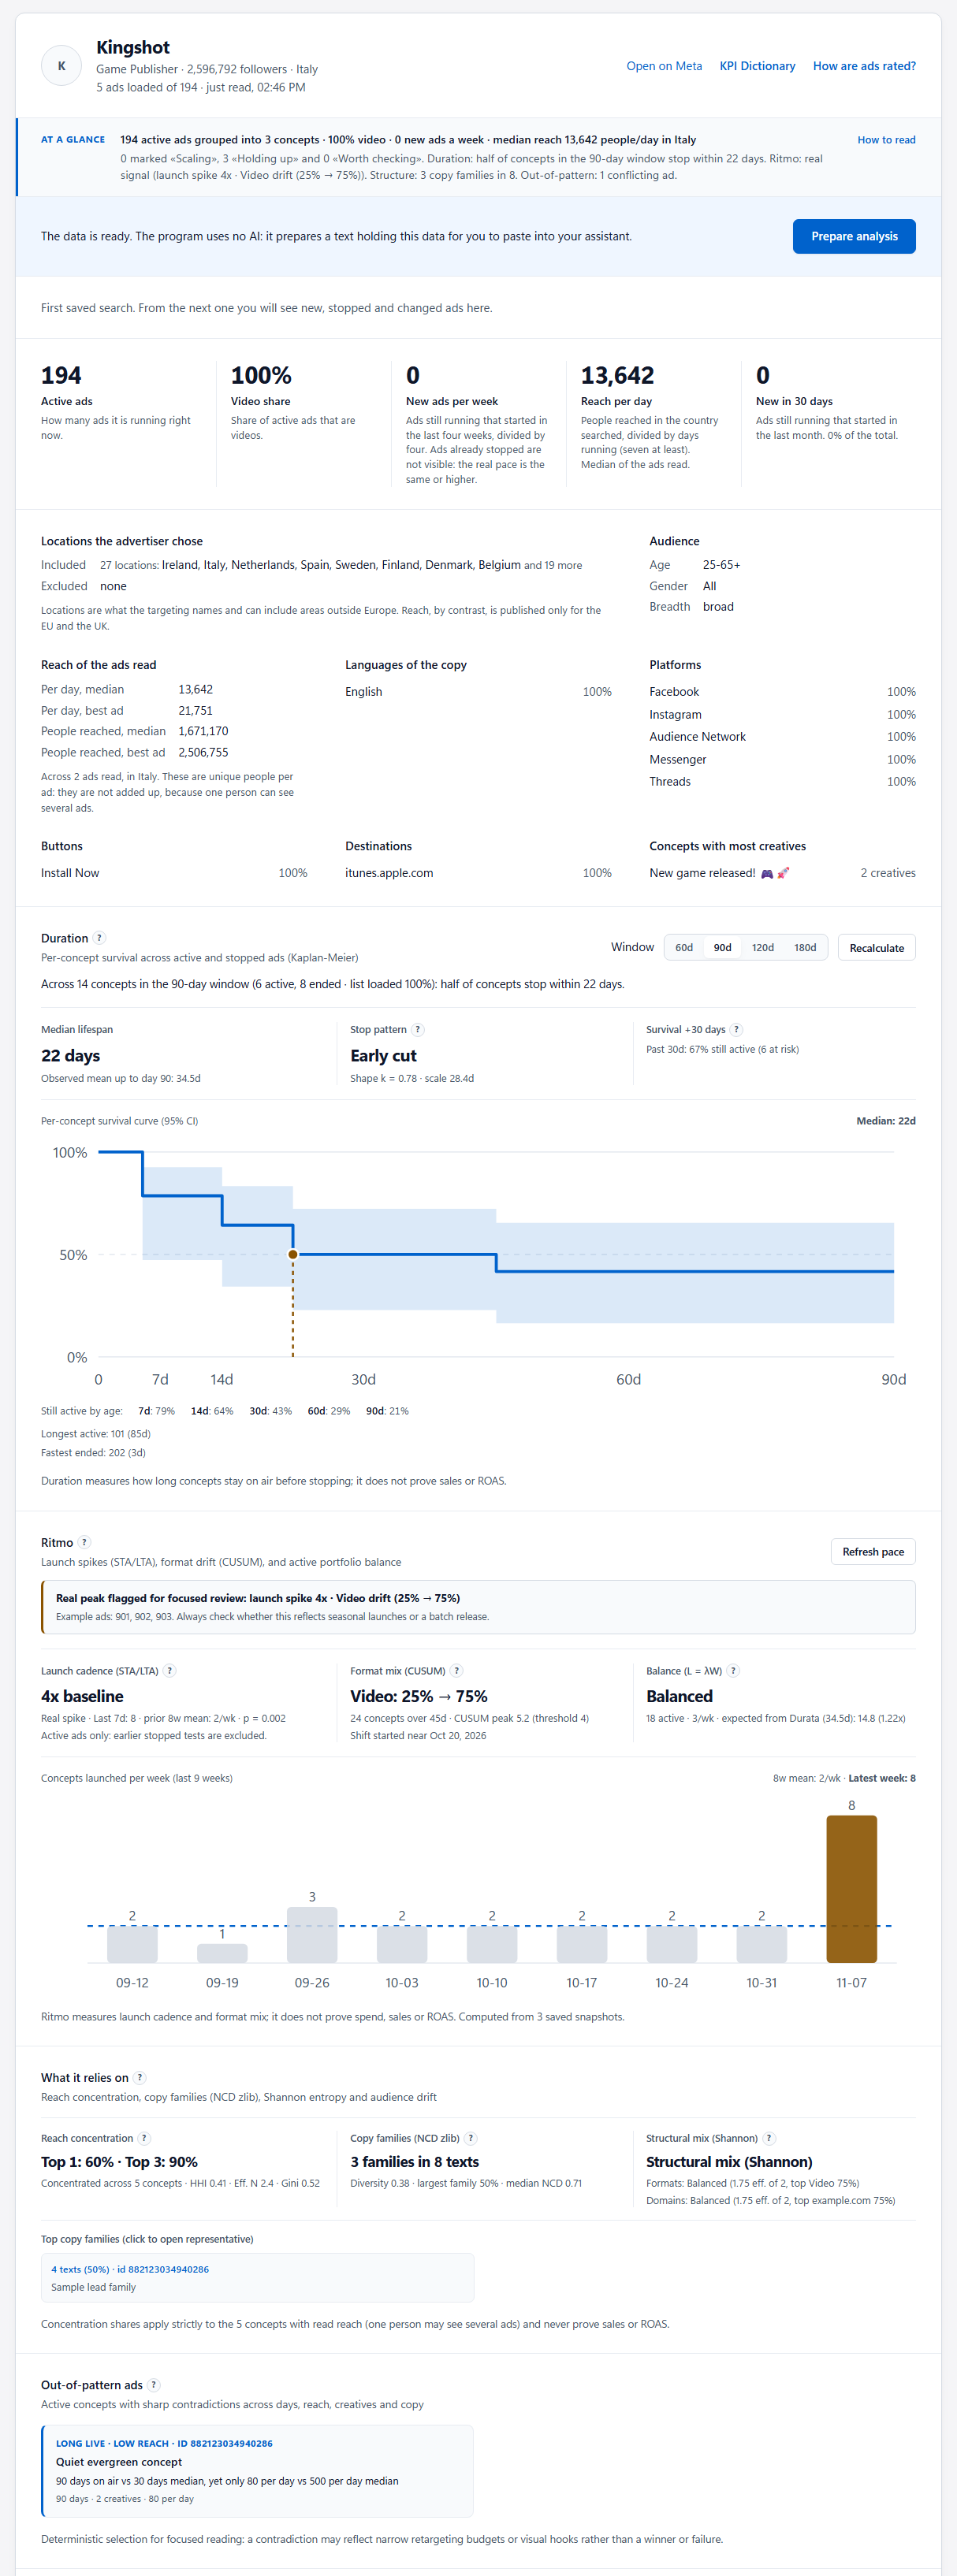 K
Kingshot
Game Publisher · 2,596,792 followers · Italy
5 ads loaded of 194 · just read, 02:46 PM
Open on Meta
KPI Dictionary
How are ads rated?
AT A GLANCE
194 active ads grouped into 3 concepts · 100% video · 0 new ads a week · median reach 13,642 people/day in Italy
How to read
0 marked «Scaling», 3 «Holding up» and 0 «Worth checking». Duration: half of concepts in the 90-day window stop within 22 days. Ritmo: real
signal (launch spike 4x · Video drift (25% → 75%)). Structure: 3 copy families in 8. Out-of-pattern: 1 conflicting ad.
The data is ready. The program uses no AI: it prepares a text holding this data for you to paste into your assistant.
Prepare analysis
First saved search. From the next one you will see new, stopped and changed ads here.
194
Active ads
How many ads it is running right
now.
100%
Video share
Share of active ads that are
videos.
0
New ads per week
Ads still running that started in
the last four weeks, divided by
four. Ads already stopped are
not visible: the real pace is the
same or higher.
13,642
Reach per day
People reached in the country
searched, divided by days
running (seven at least).
Median of the ads read.
0
New in 30 days
Ads still running that started in
the last month. 0% of the total.
Locations the advertiser chose
Included 27 locations: Ireland, Italy, Netherlands, Spain, Sweden, Finland, Denmark, Belgium and 19 more
Excluded none
Locations are what the targeting names and can include areas outside Europe. Reach, by contrast, is published only for the
EU and the UK.
Audience
Age 25-65+
Gender All
Breadth broad
Reach of the ads read
Per day, median 13,642
Per day, best ad 21,751
People reached, median 1,671,170
People reached, best ad 2,506,755
Across 2 ads read, in Italy. These are unique people per
ad: they are not added up, because one person can see
several ads.
Languages of the copy
English 100%
Platforms
Facebook 100%
Instagram 100%
Audience Network 100%
Messenger 100%
Threads 100%
Buttons
Install Now 100%
Destinations
itunes.apple.com 100%
Concepts with most creatives
New game released! 🎮 🚀 2 creatives
Duration ?
Per-concept survival across active and stopped ads (Kaplan-Meier)
Window 60d 90d 120d 180d Recalculate
Across 14 concepts in the 90-day window (6 active, 8 ended · list loaded 100%): half of concepts stop within 22 days.
Median lifespan
22 days
Observed mean up to day 90: 34.5d
Stop pattern ?
Early cut
Shape k = 0.78 · scale 28.4d
Survival +30 days ?
Past 30d: 67% still active (6 at risk)
Per-concept survival curve (95% CI)
Median: 22d
100%
50%
0%
0 7d 14d 30d 60d 90d
Still active by age: 7d: 79% 14d: 64% 30d: 43% 60d: 29% 90d: 21%
Longest active: 101 (85d)
Fastest ended: 202 (3d)
Duration measures how long concepts stay on air before stopping; it does not prove sales or ROAS.
Ritmo ?
Launch spikes (STA/LTA), format drift (CUSUM), and active portfolio balance
Refresh pace
Real peak flagged for focused review: launch spike 4x · Video drift (25% → 75%)
Example ads: 901, 902, 903. Always check whether this reflects seasonal launches or a batch release.
Launch cadence (STA/LTA) ?
4x baseline
Real spike · Last 7d: 8 · prior 8w mean: 2/wk · p = 0.002
Active ads only: earlier stopped tests are excluded.
Format mix (CUSUM) ?
Video: 25% → 75%
24 concepts over 45d · CUSUM peak 5.2 (threshold 4)
Shift started near Oct 20, 2026
Balance (L = λW) ?
Balanced
18 active · 3/wk · expected from Durata (34.5d): 14.8 (1.22x)
Concepts launched per week (last 9 weeks)
8w mean: 2/wk · Latest week: 8
2 1 3 2 2 2 2 2 8
09-12 09-19 09-26 10-03 10-10 10-17 10-24 10-31 11-07
Ritmo measures launch cadence and format mix; it does not prove spend, sales or ROAS. Computed from 3 saved snapshots.
What it relies on ?
Reach concentration, copy families (NCD zlib), Shannon entropy and audience drift
Reach concentration ?
Top 1: 60% · Top 3: 90%
Concentrated across 5 concepts · HHI 0.41 · Eff. N 2.4 · Gini 0.52
Copy families (NCD zlib) ?
3 families in 8 texts
Diversity 0.38 · largest family 50% · median NCD 0.71
Structural mix (Shannon) ?
Structural mix (Shannon)
Formats: Balanced (1.75 eff. of 2, top Video 75%)
Domains: Balanced (1.75 eff. of 2, top example.com 75%)
Top copy families (click to open representative)
4 texts (50%) · id 882123034940286
Sample lead family
Concentration shares apply strictly to the 5 concepts with read reach (one person may see several ads) and never prove sales or ROAS.
Out-of-pattern ads ?
Active concepts with sharp contradictions across days, reach, creatives and copy
LONG LIVE · LOW REACH · ID 882123034940286
Quiet evergreen concept
90 days on air vs 30 days median, yet only 80 per day vs 500 per day median
90 days · 2 creatives · 80 per day
Deterministic selection for focused reading: a contradiction may reflect narrow retargeting budgets or visual hooks rather than a winner or failure.